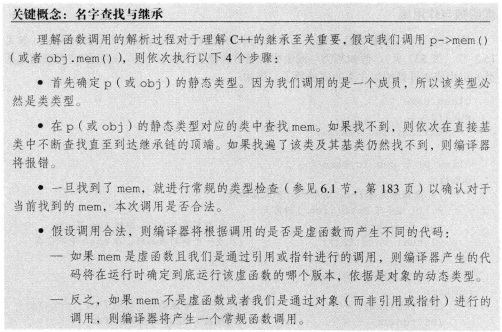 关键概念：名字查找与继承
理解函数调用的解析过程对于理解 C++的继承至关重要，假定我们调用 p->mem()
（或者 obj.mem()），则依次执行以下 4 个步骤：
● 首先确定 p（或 obj）的静态类型。因为我们调用的是一个成员，所以该类型必
然是类类型。
● 在 p（或 obj）的静态类型对应的类中查找 mem。如果找不到，则依次在直接基
类中不断查找直至到达继承链的顶端。如果找遍了该类及其基类仍然找不到，则编译器
将报错。
● 一旦找到了 mem，就进行常规的类型检查（参见 6.1 节，第 183 页）以确认对于
当前找到的 mem，本次调用是否合法。
● 假设调用合法，则编译器将根据调用的是否是虚函数而产生不同的代码：
— 如果 mem 是虚函数且我们是通过引用或指针进行的调用，则编译器产生的代
码将在运行时确定到底运行该虚函数的哪个版本，依据是对象的动态类型。
— 反之，如果 mem 不是虚函数或者我们是通过对象（而非引用或指针）进行的
调用，则编译器将产生一个常规函数调用。